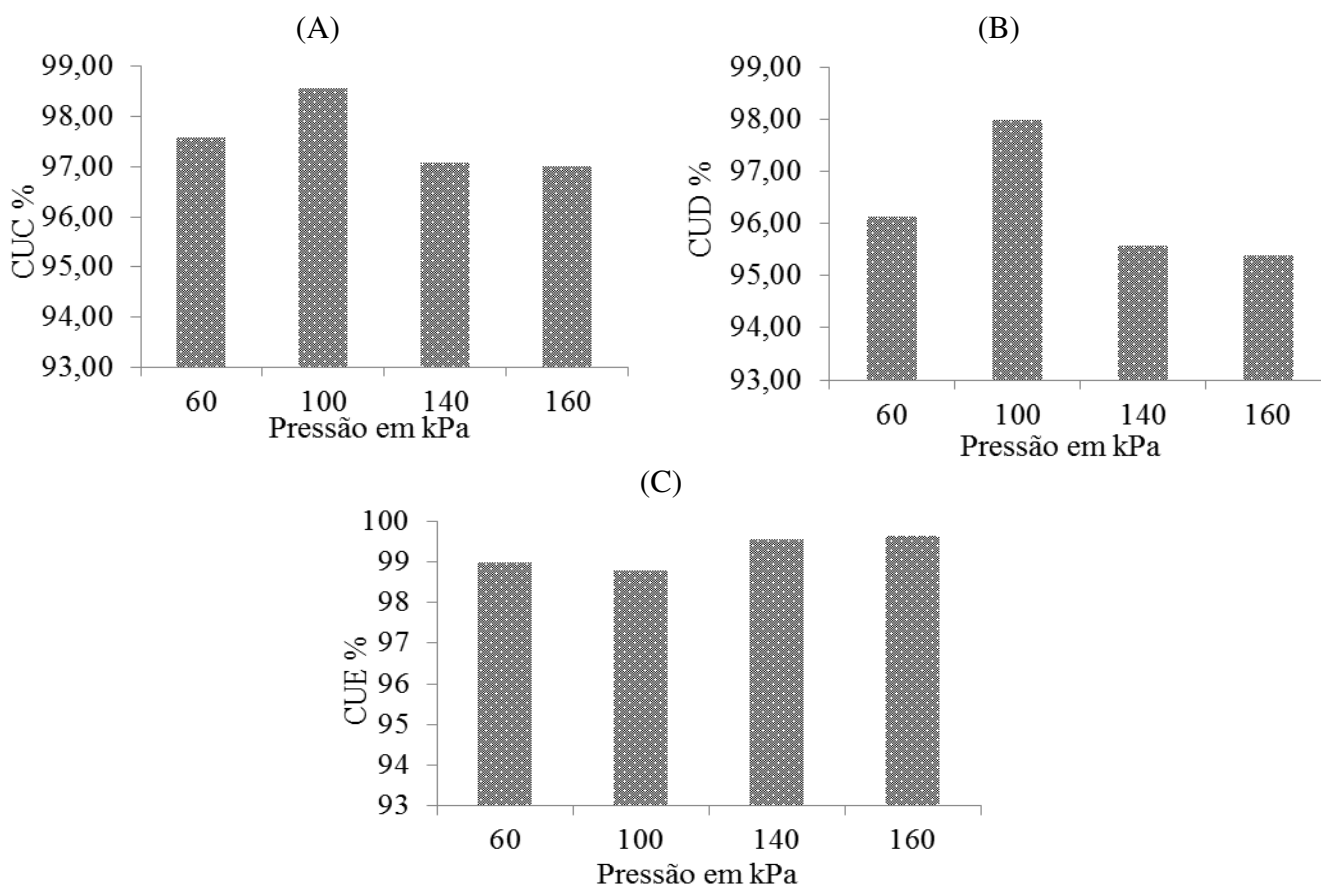 (A)
99,00
98,00
97,00
96,00
95,00
94,00
93,00
CUC %
60 100 140 160
Pressão em kPa
(B)
99,00
98,00
97,00
96,00
95,00
94,00
93,00
CUD %
60 100 140 160
Pressão em kPa
(C)
100
99
98
97
96
95
94
93
CUE %
60 100 140 160
Pressão em kPa